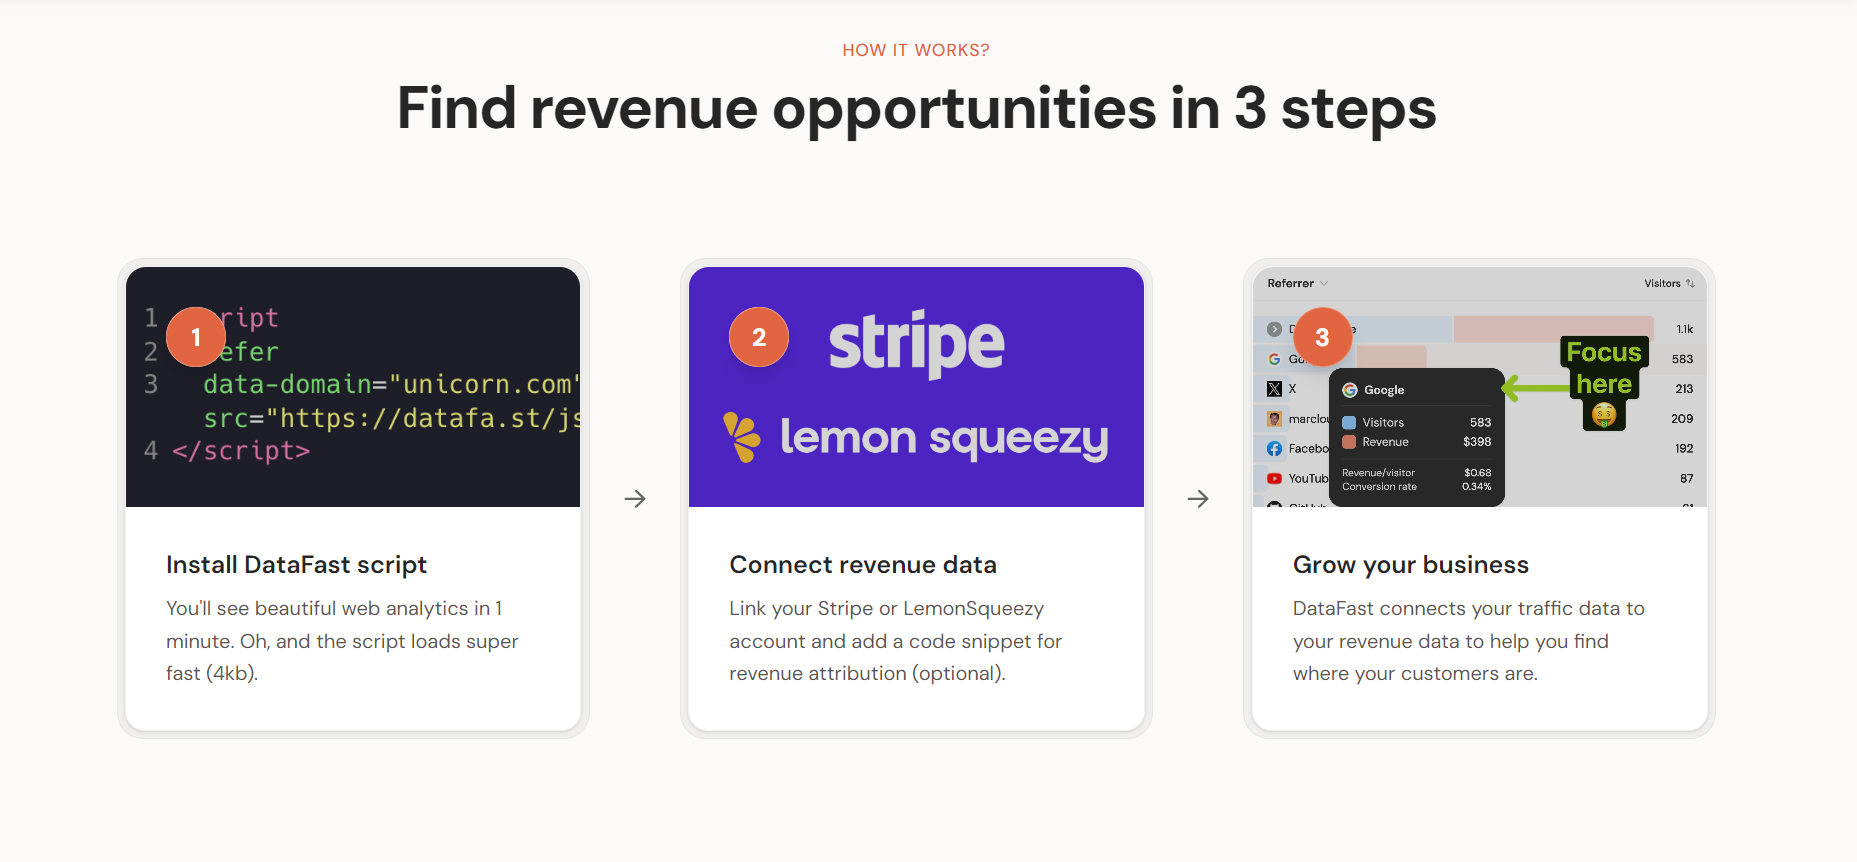 HOW IT WORKS?
Find revenue opportunities in 3 steps
1
1 ript
2 efer
3 data-domain="unicorn.com"
src="https://datafa.st/js
4 </script>
Install DataFast script
You'll see beautiful web analytics in 1
minute. Oh, and the script loads super
fast (4kb).
2
stripe
lemon squeezy
Connect revenue data
Link your Stripe or LemonSqueezy
account and add a code snippet for
revenue attribution (optional).
3
Referrer Visitors
1.1k
583
X 213
marclou 209
Facebo 192
YouTub 87
Google
Visitors 583
Revenue $398
Revenue/visitor $0.68
Conversion rate 0.34%
Focus
here
Grow your business
DataFast connects your traffic data to
your revenue data to help you find
where your customers are.